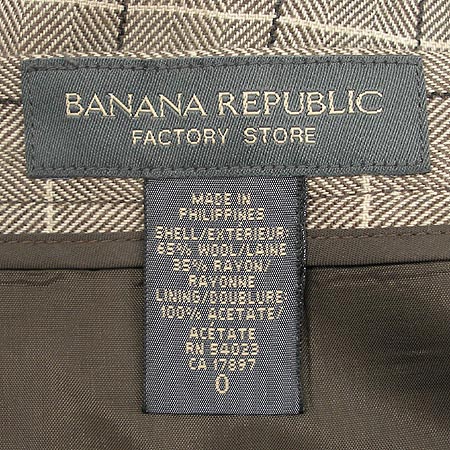 BANANA REPUBLIC
FACTORY STORE
MADE IN
PHILIPPINES
SHELL/EXTERIEUR:
65% WOOL/LAINE
35% RAYON/
RAYONNE
LINING/DOUBLURE:
100% ACETATE/
ACETATE
RN 54023
CA 17897
0